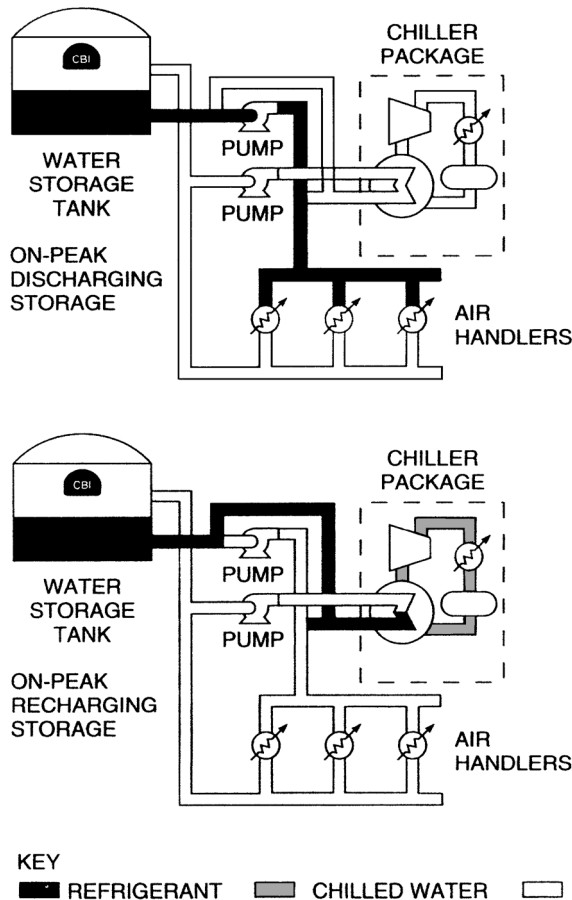 CBI
CHILLER
PACKAGE
PUMP
WATER
STORAGE
TANK
PUMP
ON-PEAK
DISCHARGING
STORAGE
AIR
HANDLERS
CBI
CHILLER
PACKAGE
PUMP
WATER
STORAGE
TANK
PUMP
ON-PEAK
RECHARGING
STORAGE
AIR
HANDLERS
KEY
REFRIGERANT CHILLED WATER